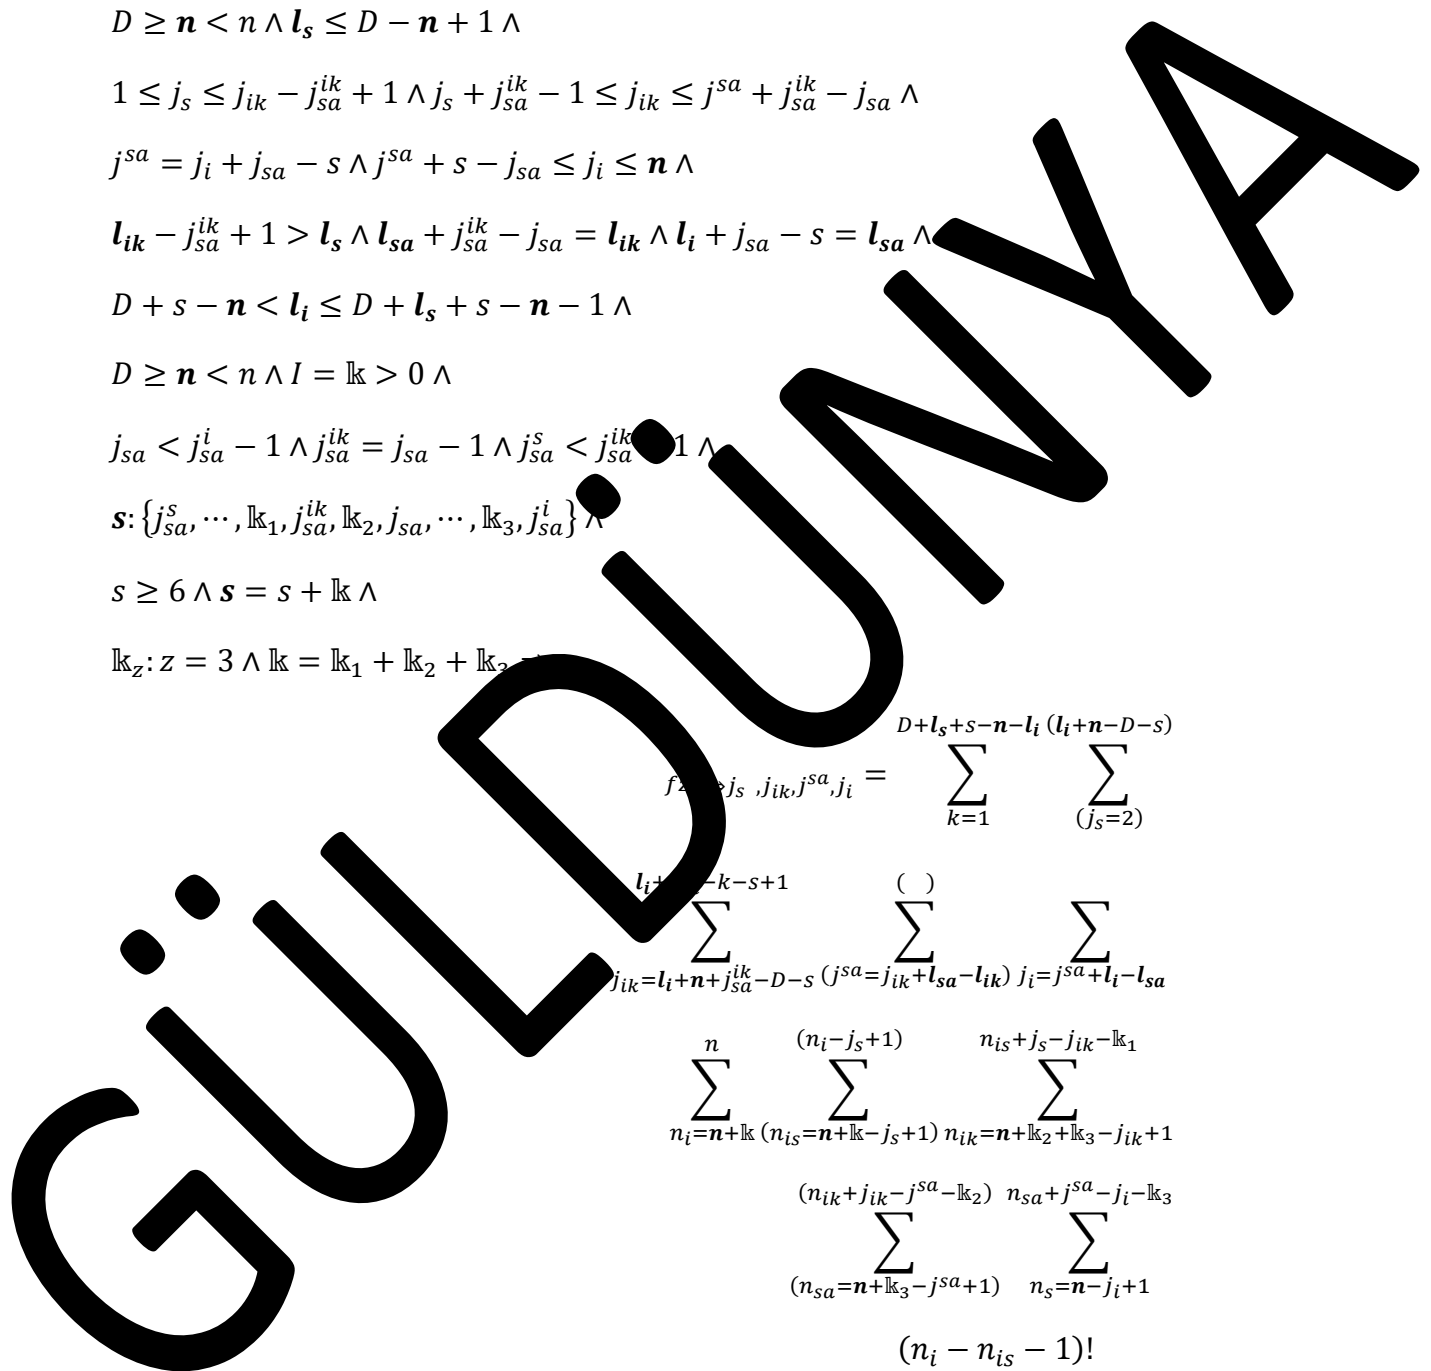 D ≥ 𝒏 < n ∧ 𝒍ₛ ≤ D − 𝒏 + 1 ∧
1 ≤ j_s ≤ j_{ik} − j_{sa}^{ik} + 1 ∧ j_s + j_{sa}^{ik} − 1 ≤ j_{ik} ≤ j^{sa} + j_{sa}^{ik} − j_{sa} ∧
j^{sa} = j_i + j_{sa} − s ∧ j^{sa} + s − j_{sa} ≤ j_i ≤ 𝒏 ∧
𝒍_{ik} − j_{sa}^{ik} + 1 > 𝒍_s ∧ 𝒍_{sa} + j_{sa}^{ik} − j_{sa} = 𝒍_{ik} ∧ 𝒍_i + j_{sa} − s = 𝒍_{sa} ∧
D + s − 𝒏 < 𝒍_i ≤ D + 𝒍_s + s − 𝒏 − 1 ∧
D ≥ 𝒏 < n ∧ I = 𝕜 > 0 ∧
j_{sa} < j_{sa}^{i} − 1 ∧ j_{sa}^{ik} = j_{sa} − 1 ∧ j_{sa}^{s} < j_{sa}^{ik} 1 ∧
𝒔: {j_{sa}^{s}, ⋯, 𝕜_1, j_{sa}^{ik}, 𝕜_2, j_{sa}, ⋯, 𝕜_3, j_{sa}^{i}} ∧
s ≥ 6 ∧ 𝒔 = s + 𝕜 ∧
𝕜_z: z = 3 ∧ 𝕜 = 𝕜_1 + 𝕜_2 + 𝕜_3
j_s, j_{ik}, j^{sa}, j_i = ∑_{k=1}^{D+𝒍_s+s−𝒏−𝒍_i} ∑_{(j_s=2)}^{(𝒍_i+𝒏−D−s)}
∑_{j_{ik}=𝒍_i+𝒏+j_{sa}^{ik}−D−s}^{𝒍_i+ −k−s+1} ∑_{(j^{sa}=j_{ik}+𝒍_{sa}−𝒍_{ik})}^{( )} ∑_{j_i=j^{sa}+𝒍_i−𝒍_{sa}}
∑_{n_i=𝒏+𝕜}^{n} ∑_{(n_{is}=𝒏+𝕜−j_s+1)}^{(n_i−j_s+1)} ∑_{n_{ik}=𝒏+𝕜_2+𝕜_3−j_{ik}+1}^{n_{is}+j_s−j_{ik}−𝕜_1}
∑_{(n_{sa}=𝒏+𝕜_3−j^{sa}+1)}^{(n_{ik}+j_{ik}−j^{sa}−𝕜_2)} ∑_{n_s=𝒏−j_i+1}^{n_{sa}+j^{sa}−j_i−𝕜_3}
(n_i − n_{is} − 1)!
GÜLDÜNYA